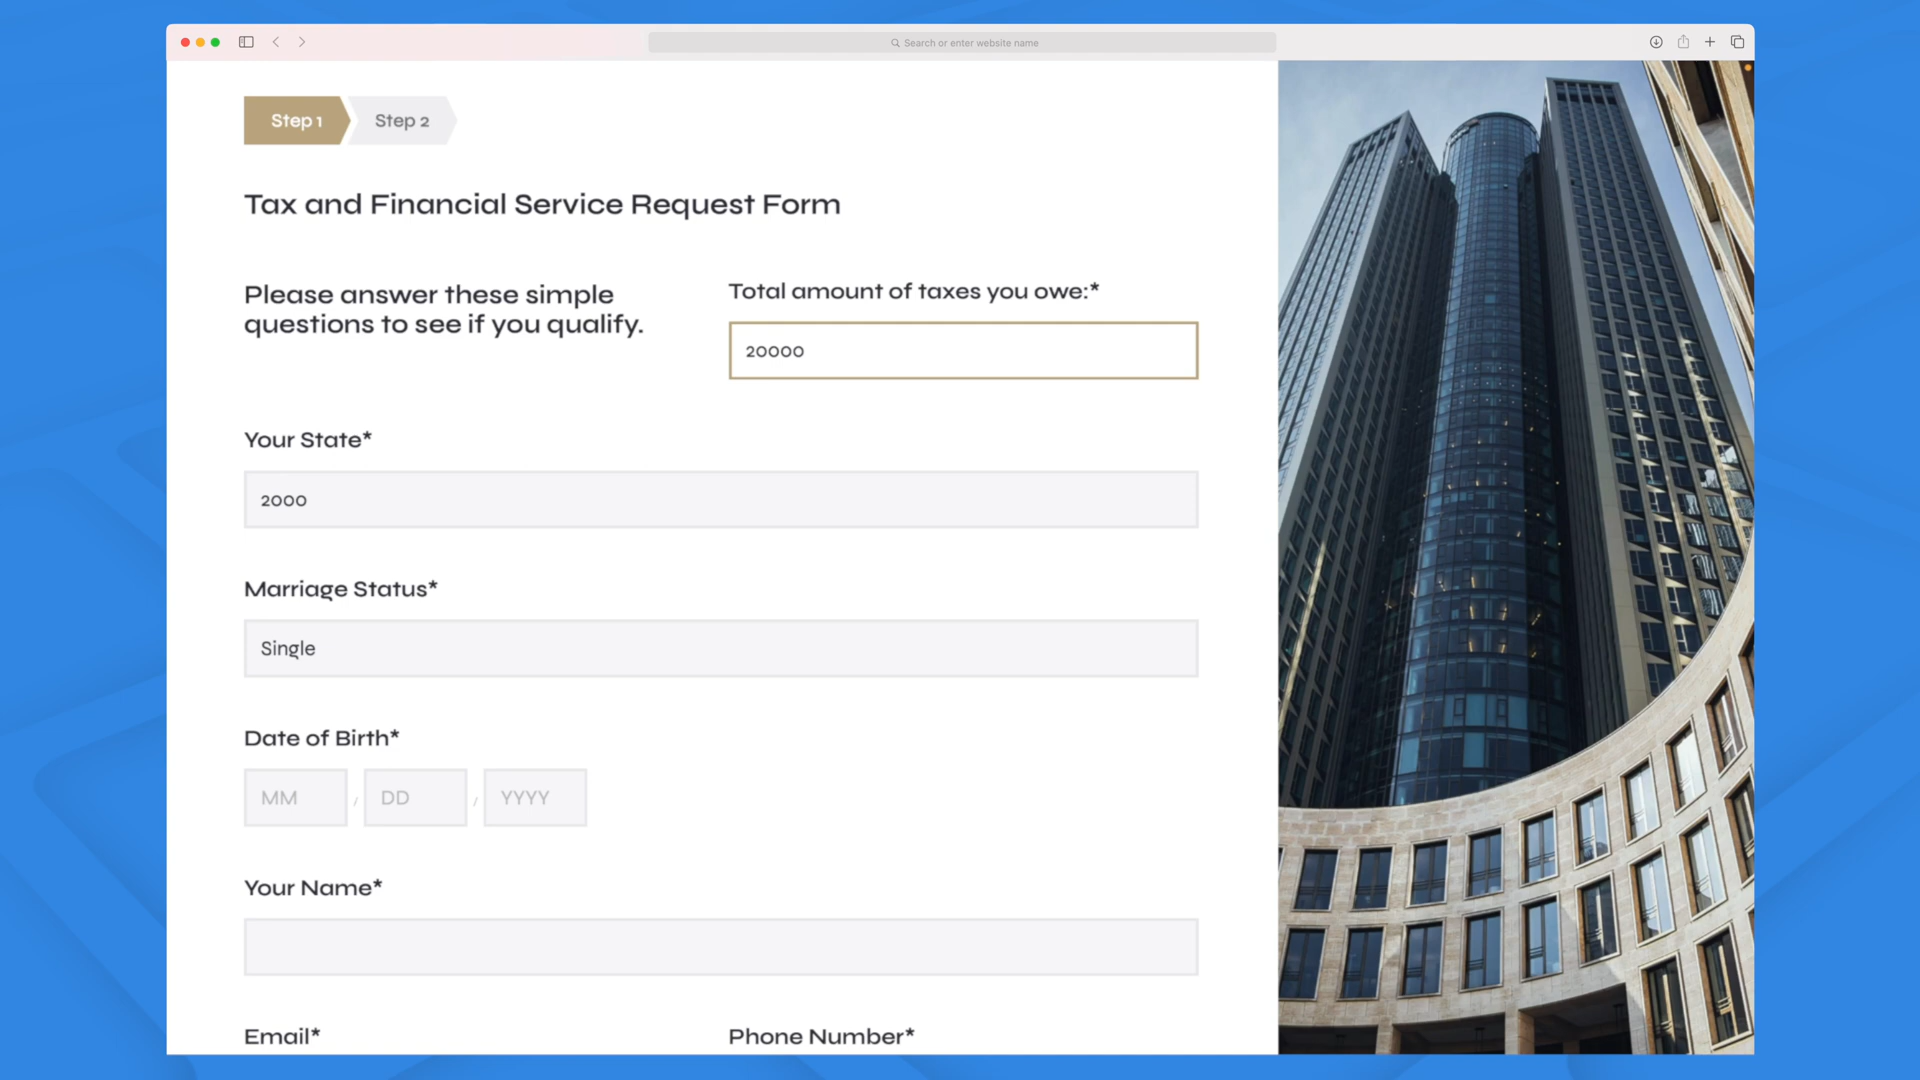 Search or enter website name
Step 1
Step 2
Tax and Financial Service Request Form
Please answer these simple
questions to see if you qualify.
Total amount of taxes you owe:*
20000
Your State*
2000
Marriage Status*
Single
Date of Birth*
MM / DD / YYYY
Your Name*
Email*
Phone Number*